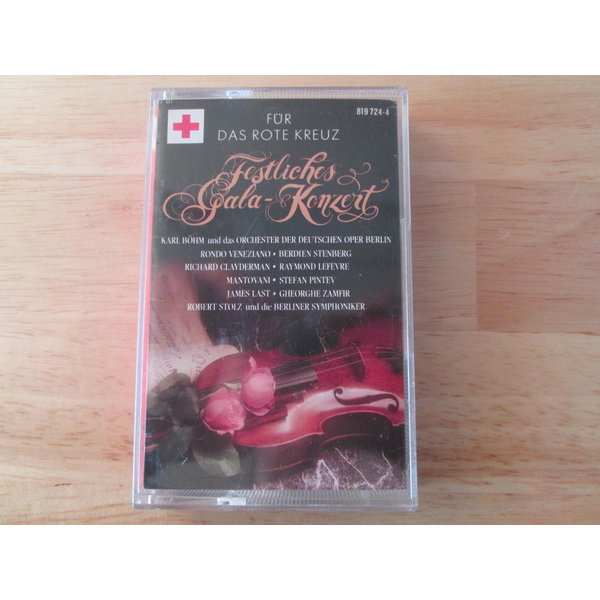 819 724-4
FÜR
DAS ROTE KREUZ
Festliches
Gala-Konzert
KARL BÖHM und das ORCHESTER DER DEUTSCHEN OPER BERLIN
RONDO VENEZIANO • BERDIEN STENBERG
RICHARD CLAYDERMAN • RAYMOND LEFEVRE
MANTOVANI • STEFAN PINTEV
JAMES LAST • GHEORGHE ZAMFIR
ROBERT STOLZ und die BERLINER SYMPHONIKER